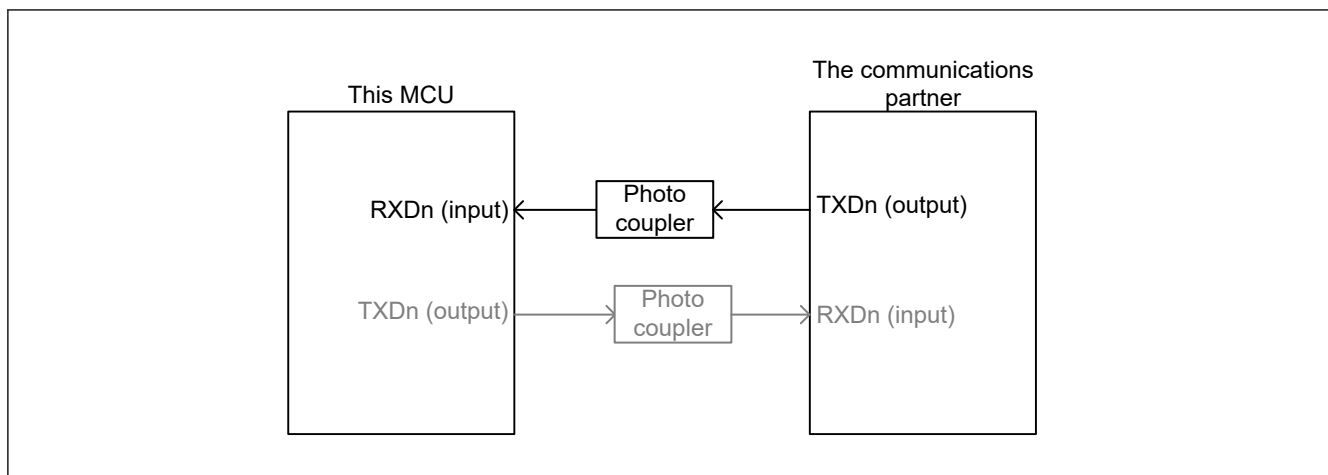 This MCU
The communications
partner
RXDn (input)
Photo
coupler
TXDn (output)
TXDn (output)
Photo
coupler
RXDn (input)